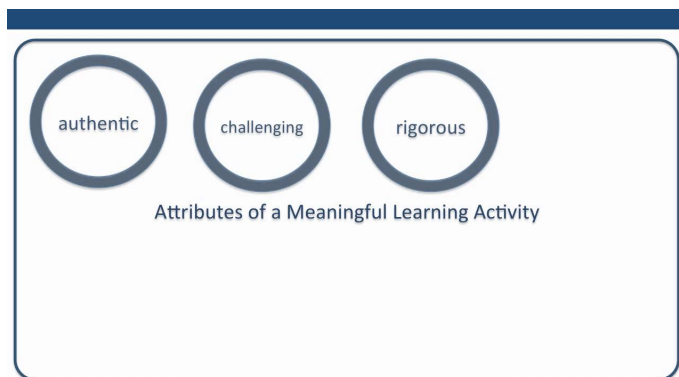 authentic
challenging
rigorous
Attributes of a Meaningful Learning Activity